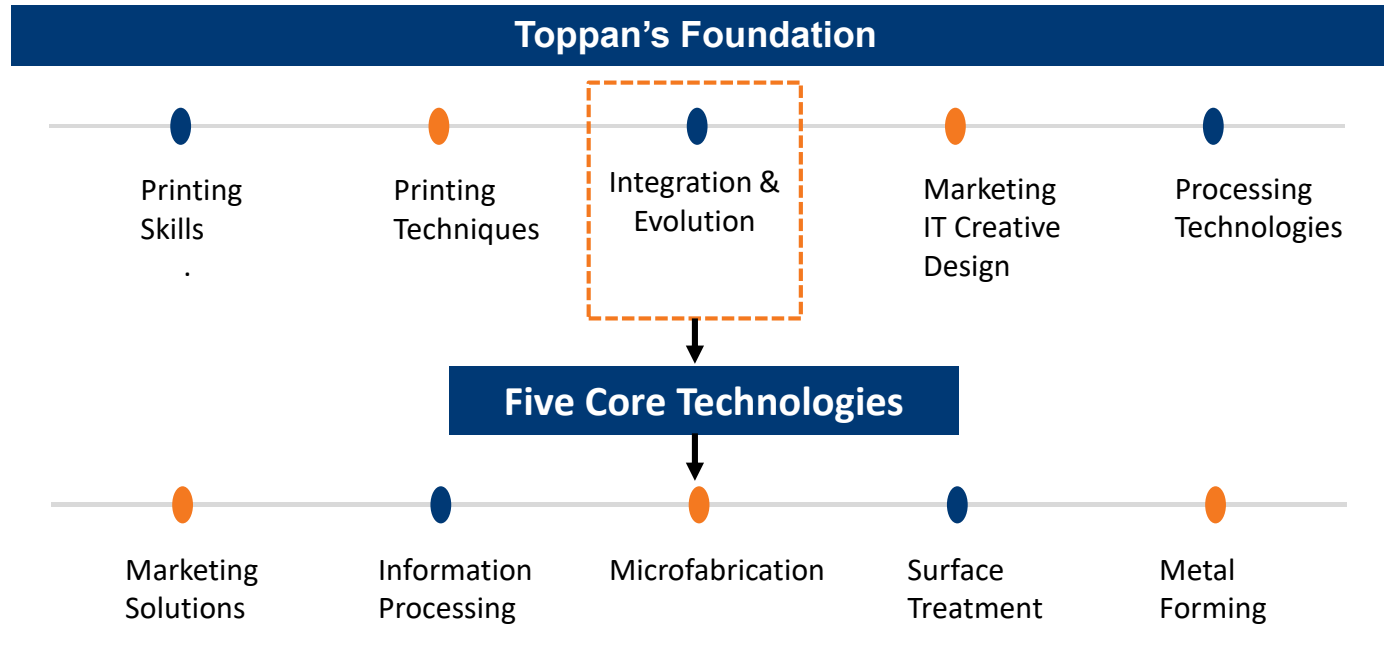 Toppan’s Foundation
Printing
Skills
.
Printing
Techniques
Integration &
Evolution
Marketing
IT Creative
Design
Processing
Technologies
Five Core Technologies
Marketing
Solutions
Information
Processing
Microfabrication
Surface
Treatment
Metal
Forming